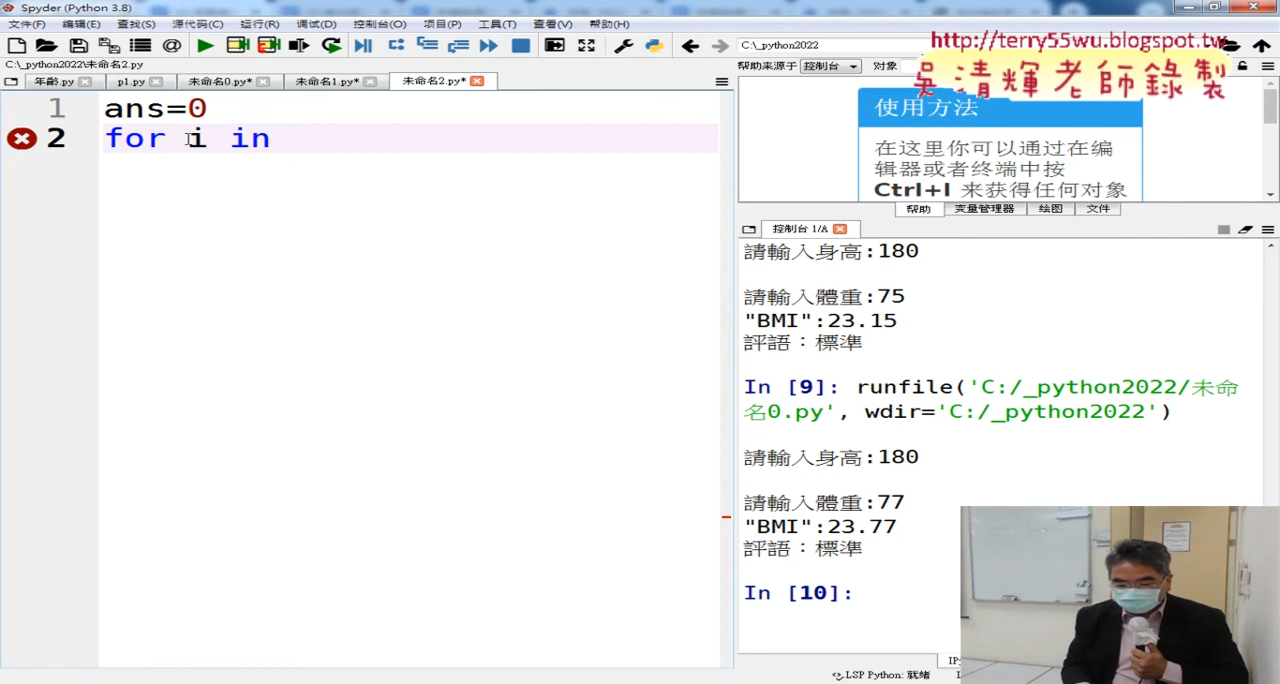 Spyder (Python 3.8)
文件(F) 编辑(E) 查找(S) 源代码(C) 运行(R) 调试(D) 控制台(O) 项目(P) 工具(T) 查看(V) 帮助(H)
C:\_python2022
http://terry55wu.blogspot.tw
C:\_python2022\未命名2.py
年齡.py p1.py* 未命名0.py* 未命名1.py* 未命名2.py*
帮助来源于 控制台 对象
吳清輝老師錄製
1 ans=0
2 for i in
使用方法
在这里你可以通过在编
辑器或者终端中按
Ctrl+I 来获得任何对象
帮助 变量管理器 绘图 文件
控制台 1/A
請輸入身高:180
請輸入體重:75
"BMI":23.15
評語：標準
In [9]: runfile('C:/_python2022/未命
名0.py', wdir='C:/_python2022')
請輸入身高:180
請輸入體重:77
"BMI":23.77
評語：標準
In [10]:
LSP Python: 就绪